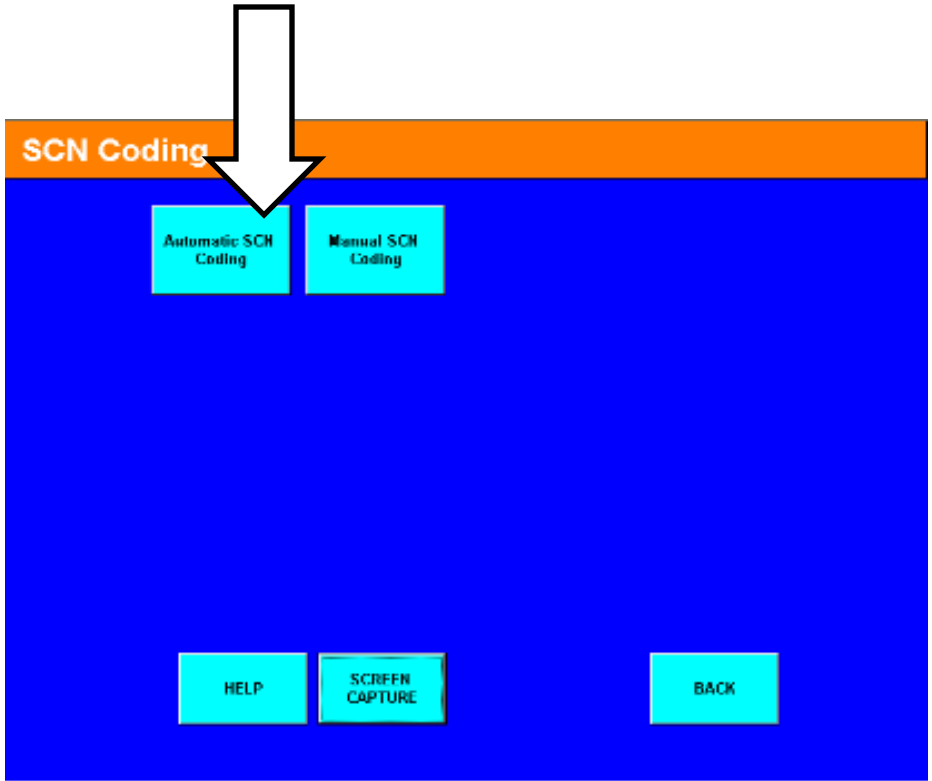 SCN Coding
Automatic SCN
Coding
Manual SCN
Coding
HELP
SCREEN
CAPTURE
BACK